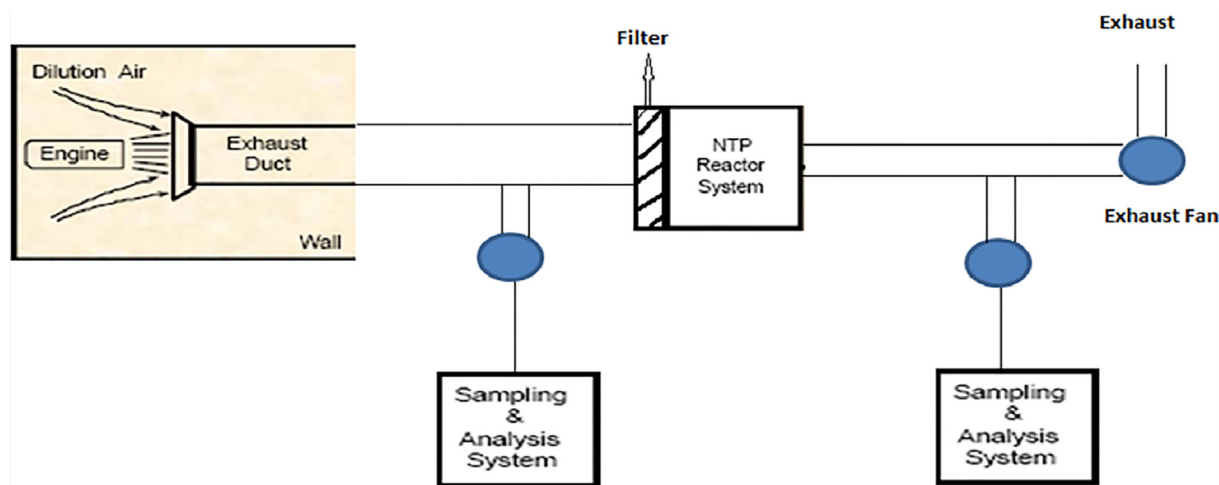 Dilution Air
Engine
Exhaust
Duct
Wall
Filter
NTP
Reactor
System
Exhaust
Exhaust Fan
Sampling
&
Analysis
System
Sampling
&
Analysis
System